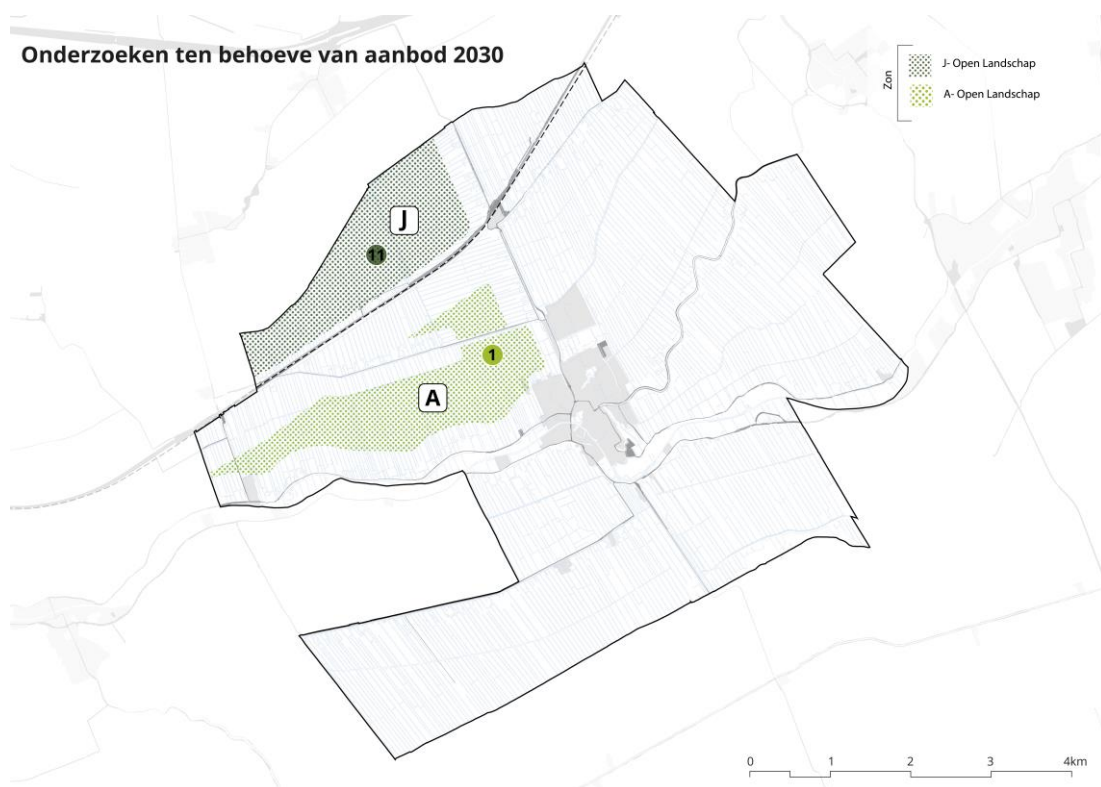 Onderzoeken ten behoeve van aanbod 2030
Zon
J- Open Landschap
A- Open Landschap
J
11
1
A
0 1 2 3 4km